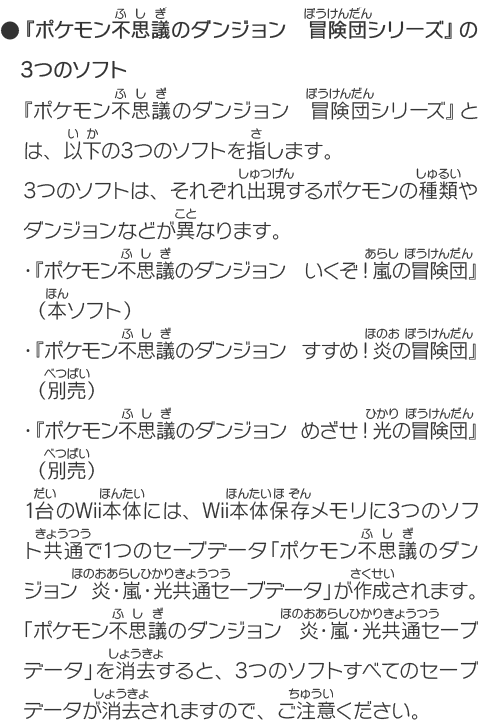 ●『ポケモン不思議のダンジョン　冒険団シリーズ』の
3つのソフト
『ポケモン不思議のダンジョン　冒険団シリーズ』と
は、以下の3つのソフトを指します。
3つのソフトは、それぞれ出現するポケモンの種類や
ダンジョンなどが異なります。
・『ポケモン不思議のダンジョン　いくぞ！嵐の冒険団』
（本ソフト）
・『ポケモン不思議のダンジョン　すすめ！炎の冒険団』
（別売）
・『ポケモン不思議のダンジョン　めざせ！光の冒険団』
（別売）
1台のWii本体には、Wii本体保存メモリに3つのソフ
ト共通で1つのセーブデータ「ポケモン不思議のダン
ジョン　炎・嵐・光共通セーブデータ」が作成されます。
「ポケモン不思議のダンジョン　炎・嵐・光共通セーブ
データ」を消去すると、3つのソフトすべてのセーブ
データが消去されますので、ご注意ください。